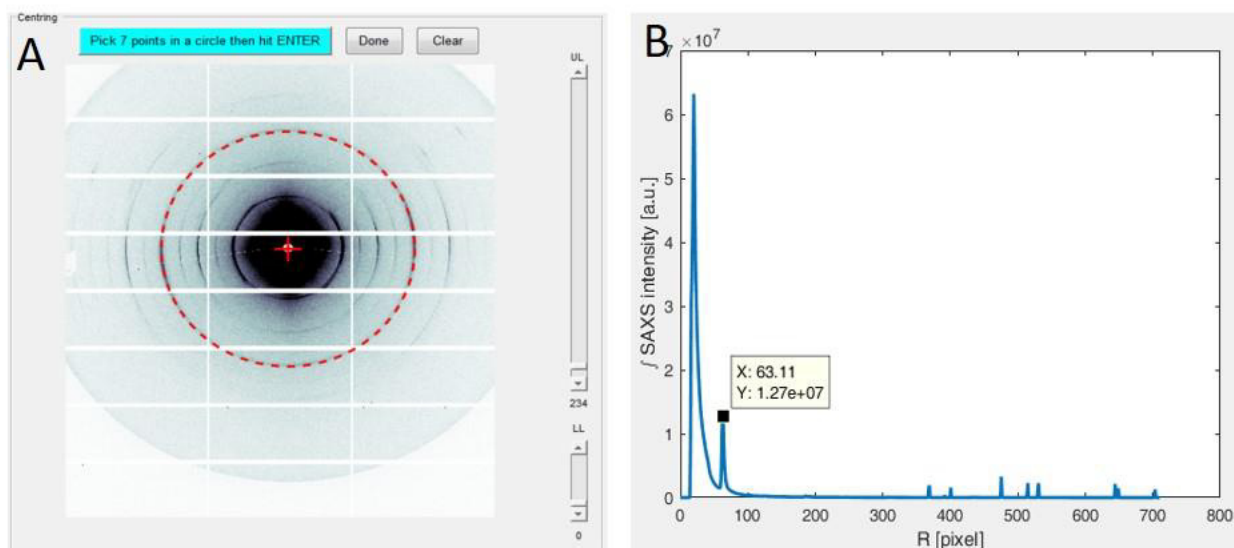 Centring
A
Pick 7 points in a circle then hit ENTER
Done
Clear
UL
234
LL
0
B
×10^7
7
6
5
4
3
2
1
0
∫ SAXS intensity [a.u.]
X: 63.11
Y: 1.27e+07
0 100 200 300 400 500 600 700 800
R [pixel]